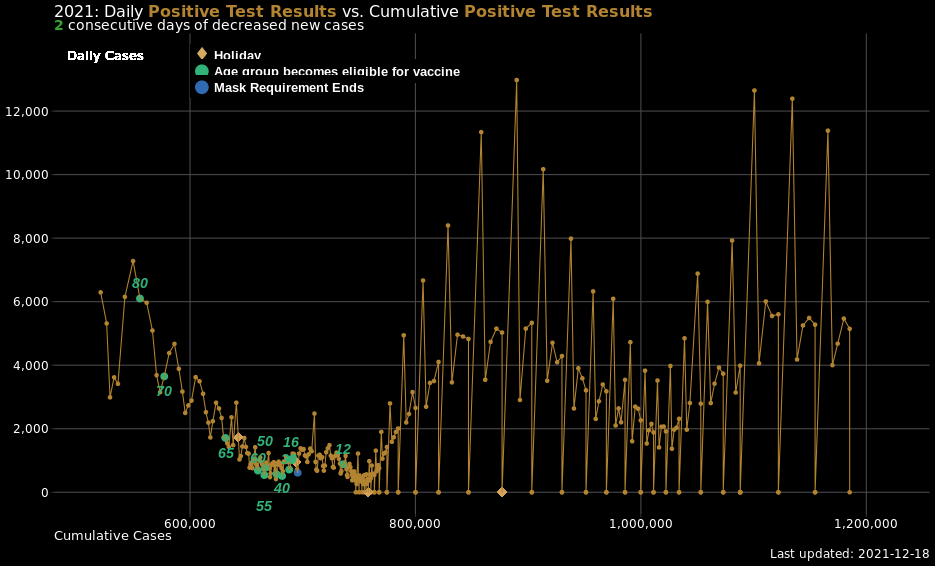 2021: Daily Positive Test Results vs. Cumulative Positive Test Results
2 consecutive days of decreased new cases
Daily Cases
Holiday
Age group becomes eligible for vaccine
Mask Requirement Ends
12,000
10,000
8,000
6,000
4,000
2,000
0
80
70
65
50
60
55
40
16
12
600,000
800,000
1,000,000
1,200,000
Cumulative Cases
Last updated: 2021-12-18